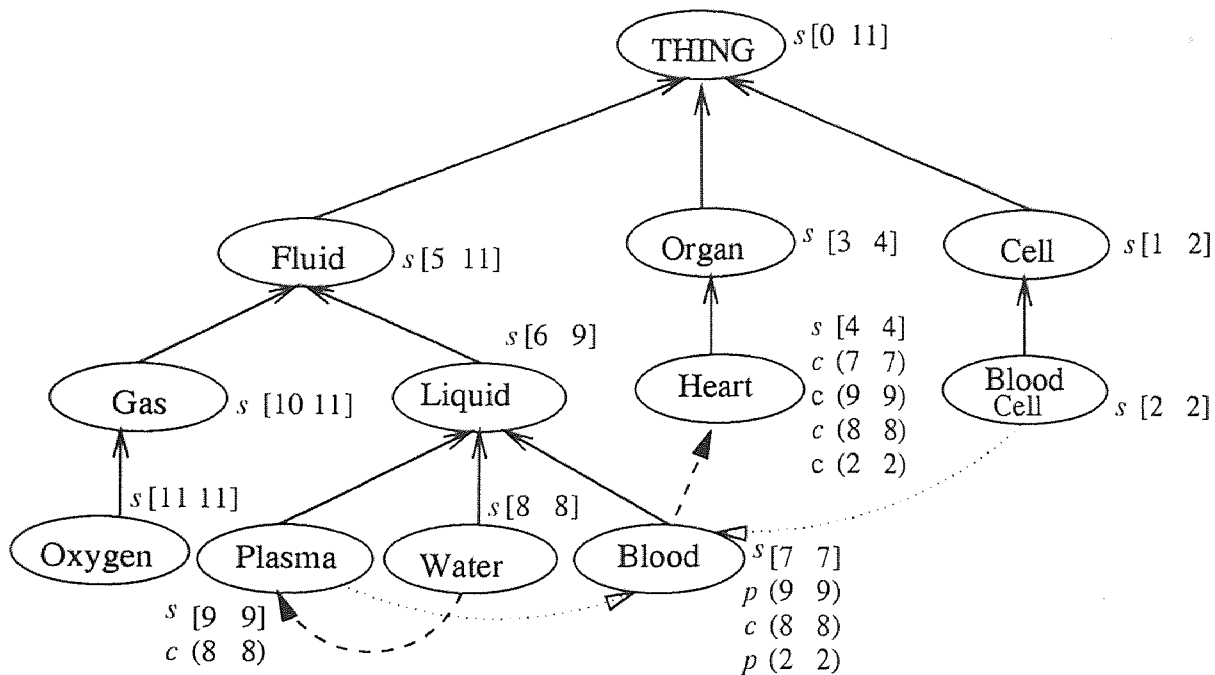 THING s [0 11]
Fluid s [5 11]
Organ s [3 4]
Cell s [1 2]
Gas s [10 11]
s [6 9]
Liquid
Heart
s [4 4]
c (7 7)
c (9 9)
c (8 8)
c (2 2)
Blood
Cell
s [2 2]
s [11 11]
Oxygen
Plasma
s [9 9]
c (8 8)
s [8 8]
Water
Blood
s [7 7]
p (9 9)
c (8 8)
p (2 2)